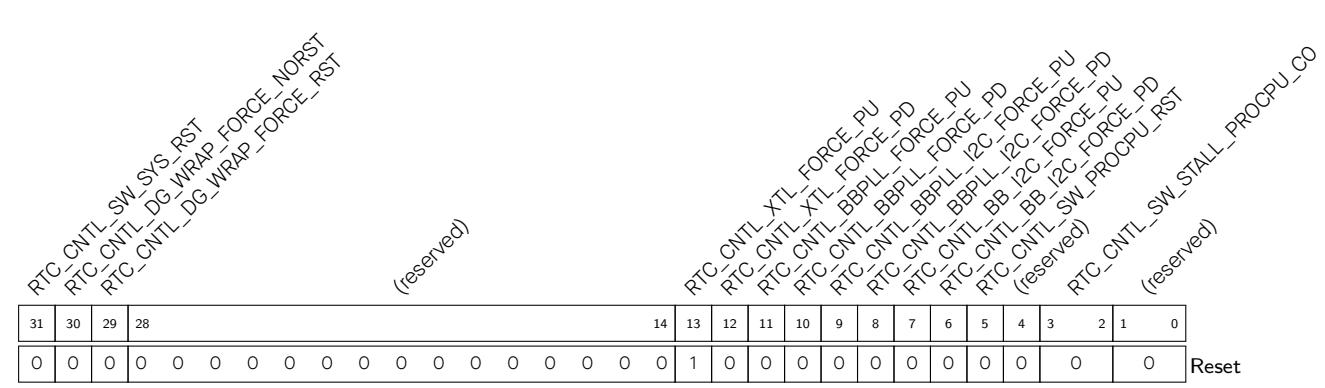 RTC_CNTL_SW_SYS_RST
RTC_CNTL_DG_WRAP_FORCE_NORST
RTC_CNTL_DG_WRAP_FORCE_RST
(reserved)
RTC_CNTL_XTL_FORCE_PU
RTC_CNTL_XTL_FORCE_PD
RTC_CNTL_BBPLL_FORCE_PU
RTC_CNTL_BBPLL_FORCE_PD
RTC_CNTL_BBPLL_I2C_FORCE_PU
RTC_CNTL_BBPLL_I2C_FORCE_PD
RTC_CNTL_BB_I2C_FORCE_PU
RTC_CNTL_BB_I2C_FORCE_PD
RTC_CNTL_SW_PROCPU_RST
(reserved)
RTC_CNTL_SW_STALL_PROCPU_C0
(reserved)
31 30 29 28 14 13 12 11 10 9 8 7 6 5 4 3 2 1 0
0 0 0 0 0 0 0 0 0 0 0 0 0 0 0 0 0 0 1 0 0 0 0 0 0 0 0 0 0 0 Reset